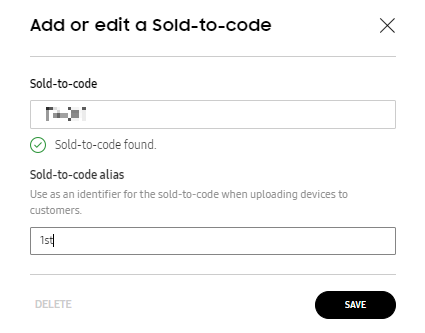 Add or edit a Sold-to-code
Sold-to-code
Sold-to-code found.
Sold-to-code alias
Use as an identifier for the sold-to-code when uploading devices to
customers.
1st
DELETE
SAVE